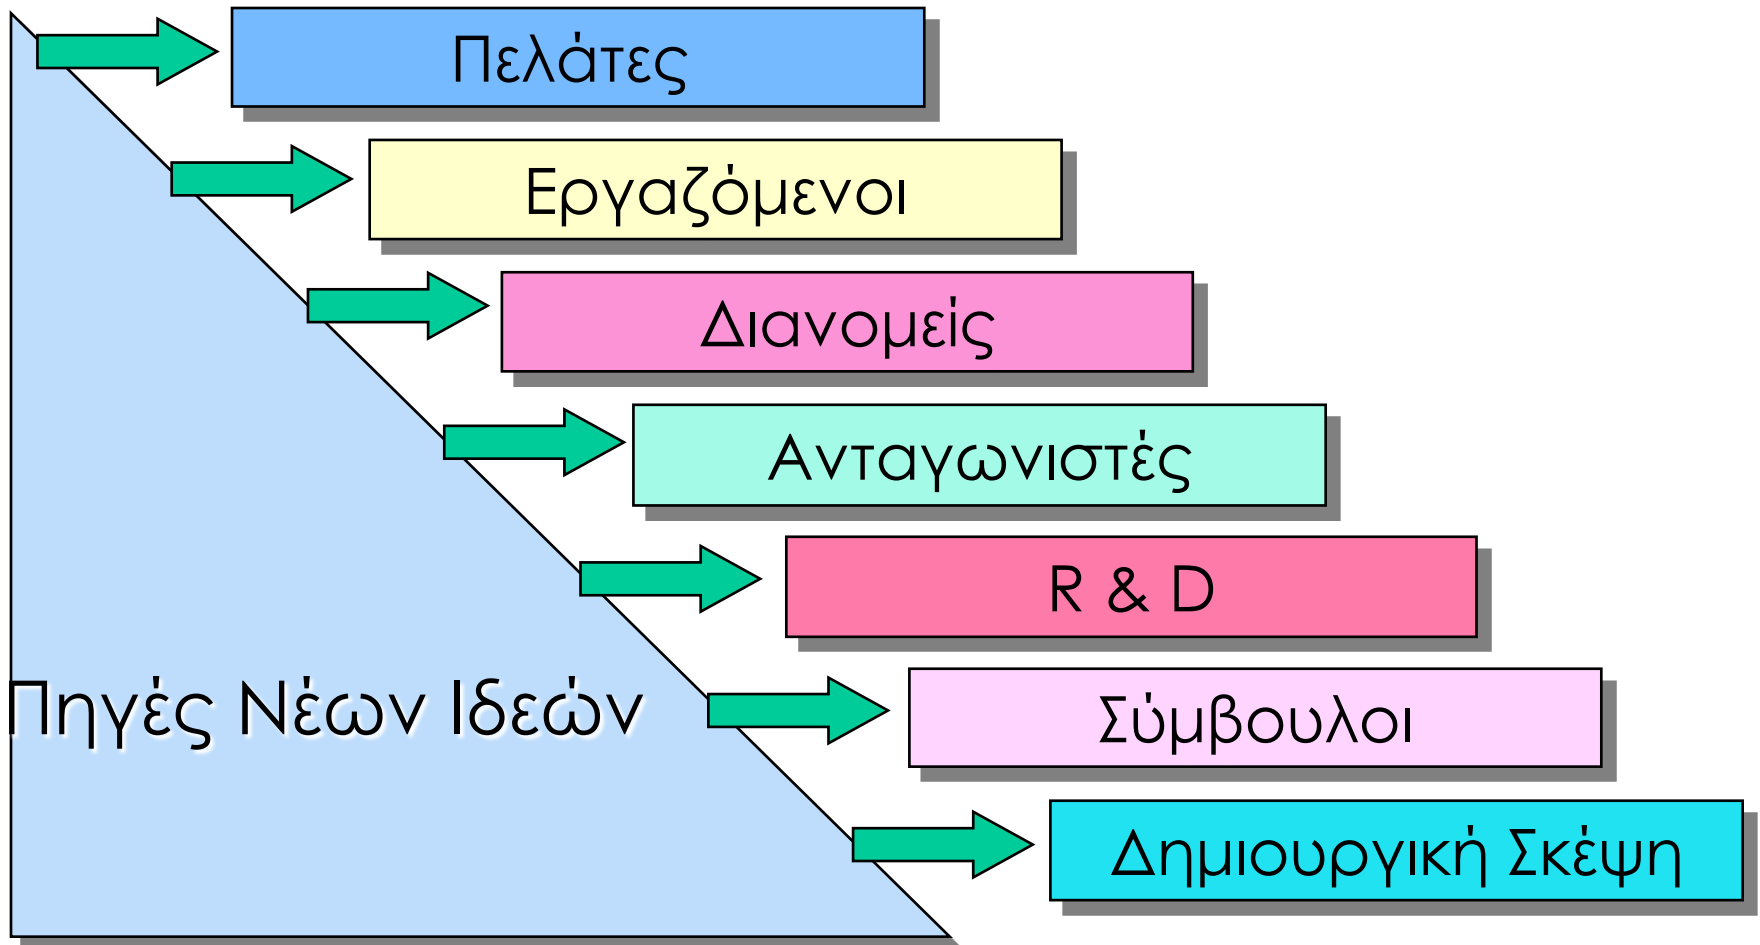 Πελάτες
Εργαζόμενοι
Διανομείς
Ανταγωνιστές
R & D
Πηγές Νέων Ιδεών
Σύμβουλοι
Δημιουργική Σκέψη